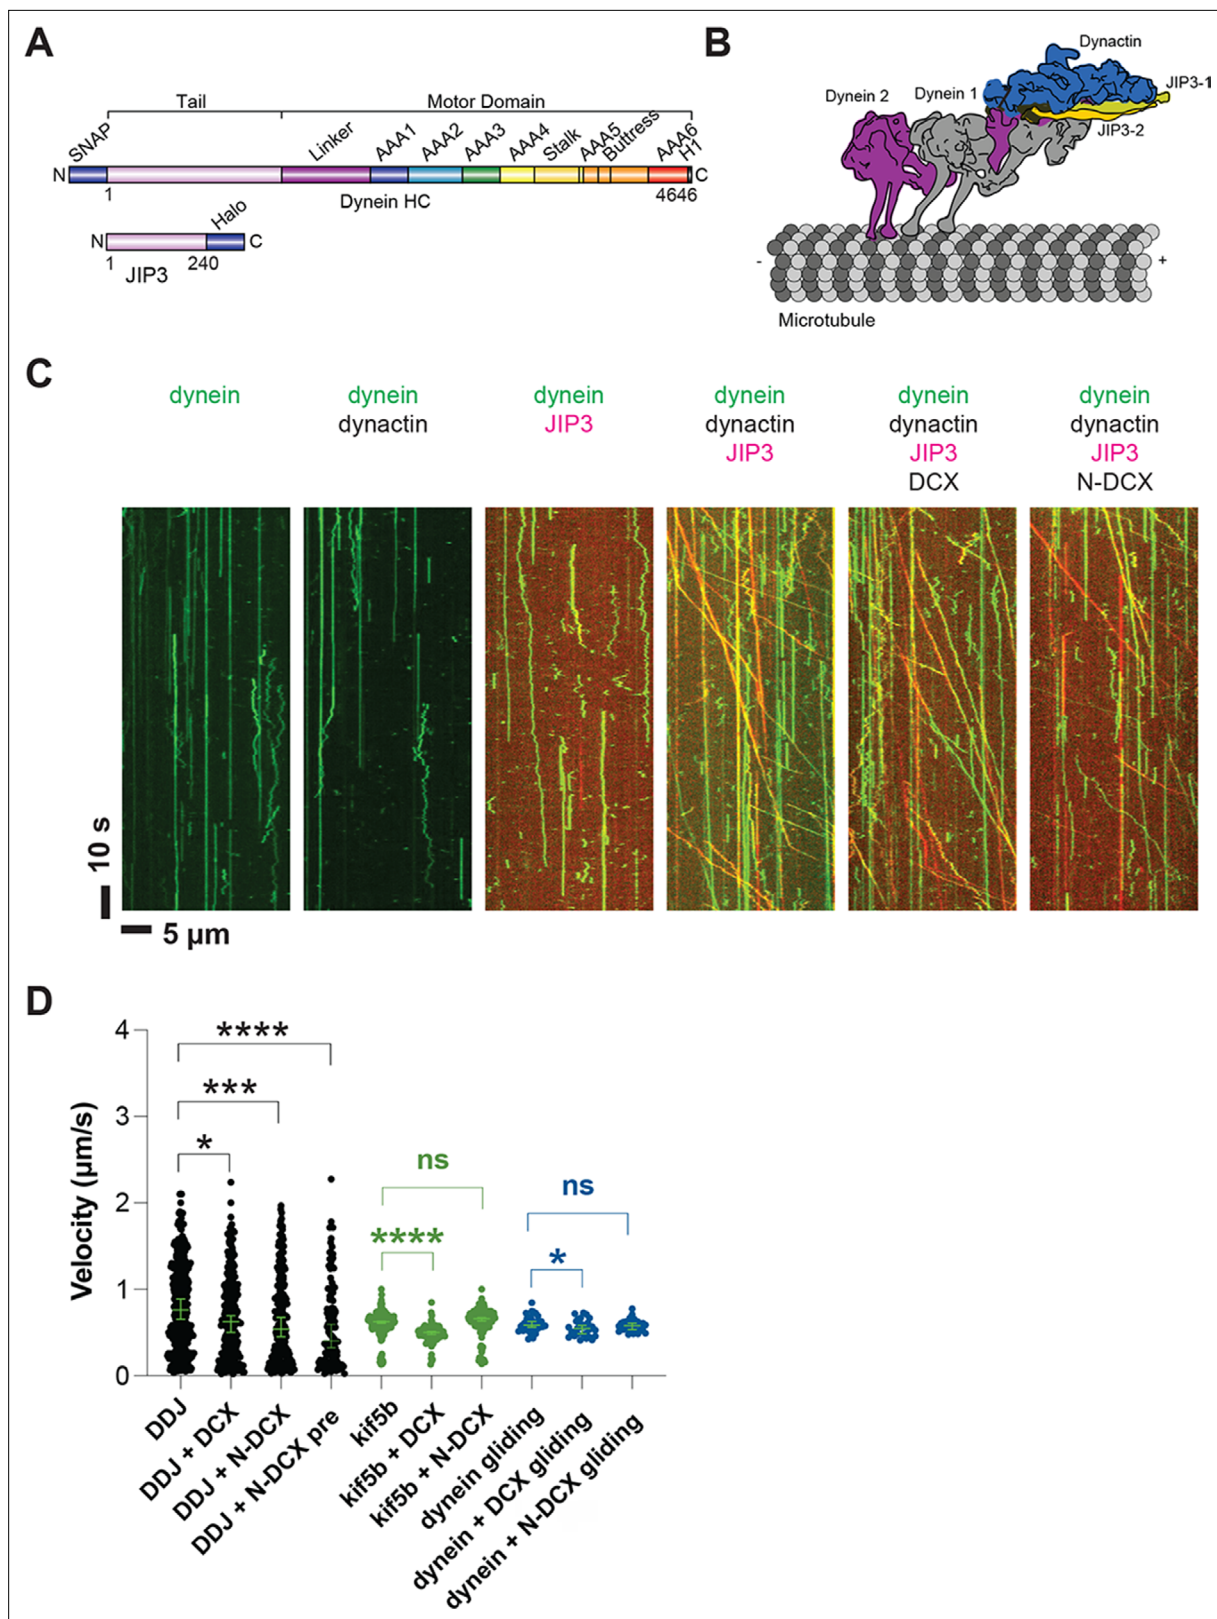 A
Tail
Motor Domain
SNAP
Linker
AAA1
AAA2
AAA3
AAA4
Stalk
AAA5
Buttress
AAA6
H1
N
C
1
Dynein HC
4646
Halo
N
C
1
JIP3
240
B
Dynactin
Dynein 2
Dynein 1
JIP3-1
JIP3-2
-
+
Microtubule
C
dynein
dynein
dynactin
dynein
JIP3
dynein
dynactin
JIP3
dynein
dynactin
JIP3
DCX
dynein
dynactin
JIP3
N-DCX
10 s
5 µm
D
Velocity (µm/s)
4
3
2
1
0
****
***
*
ns
****
ns
*
DDJ
DDJ + DCX
DDJ + N-DCX
DDJ + N-DCX pre
kif5b
kif5b + DCX
kif5b + N-DCX
dynein gliding
dynein + DCX gliding
dynein + N-DCX gliding